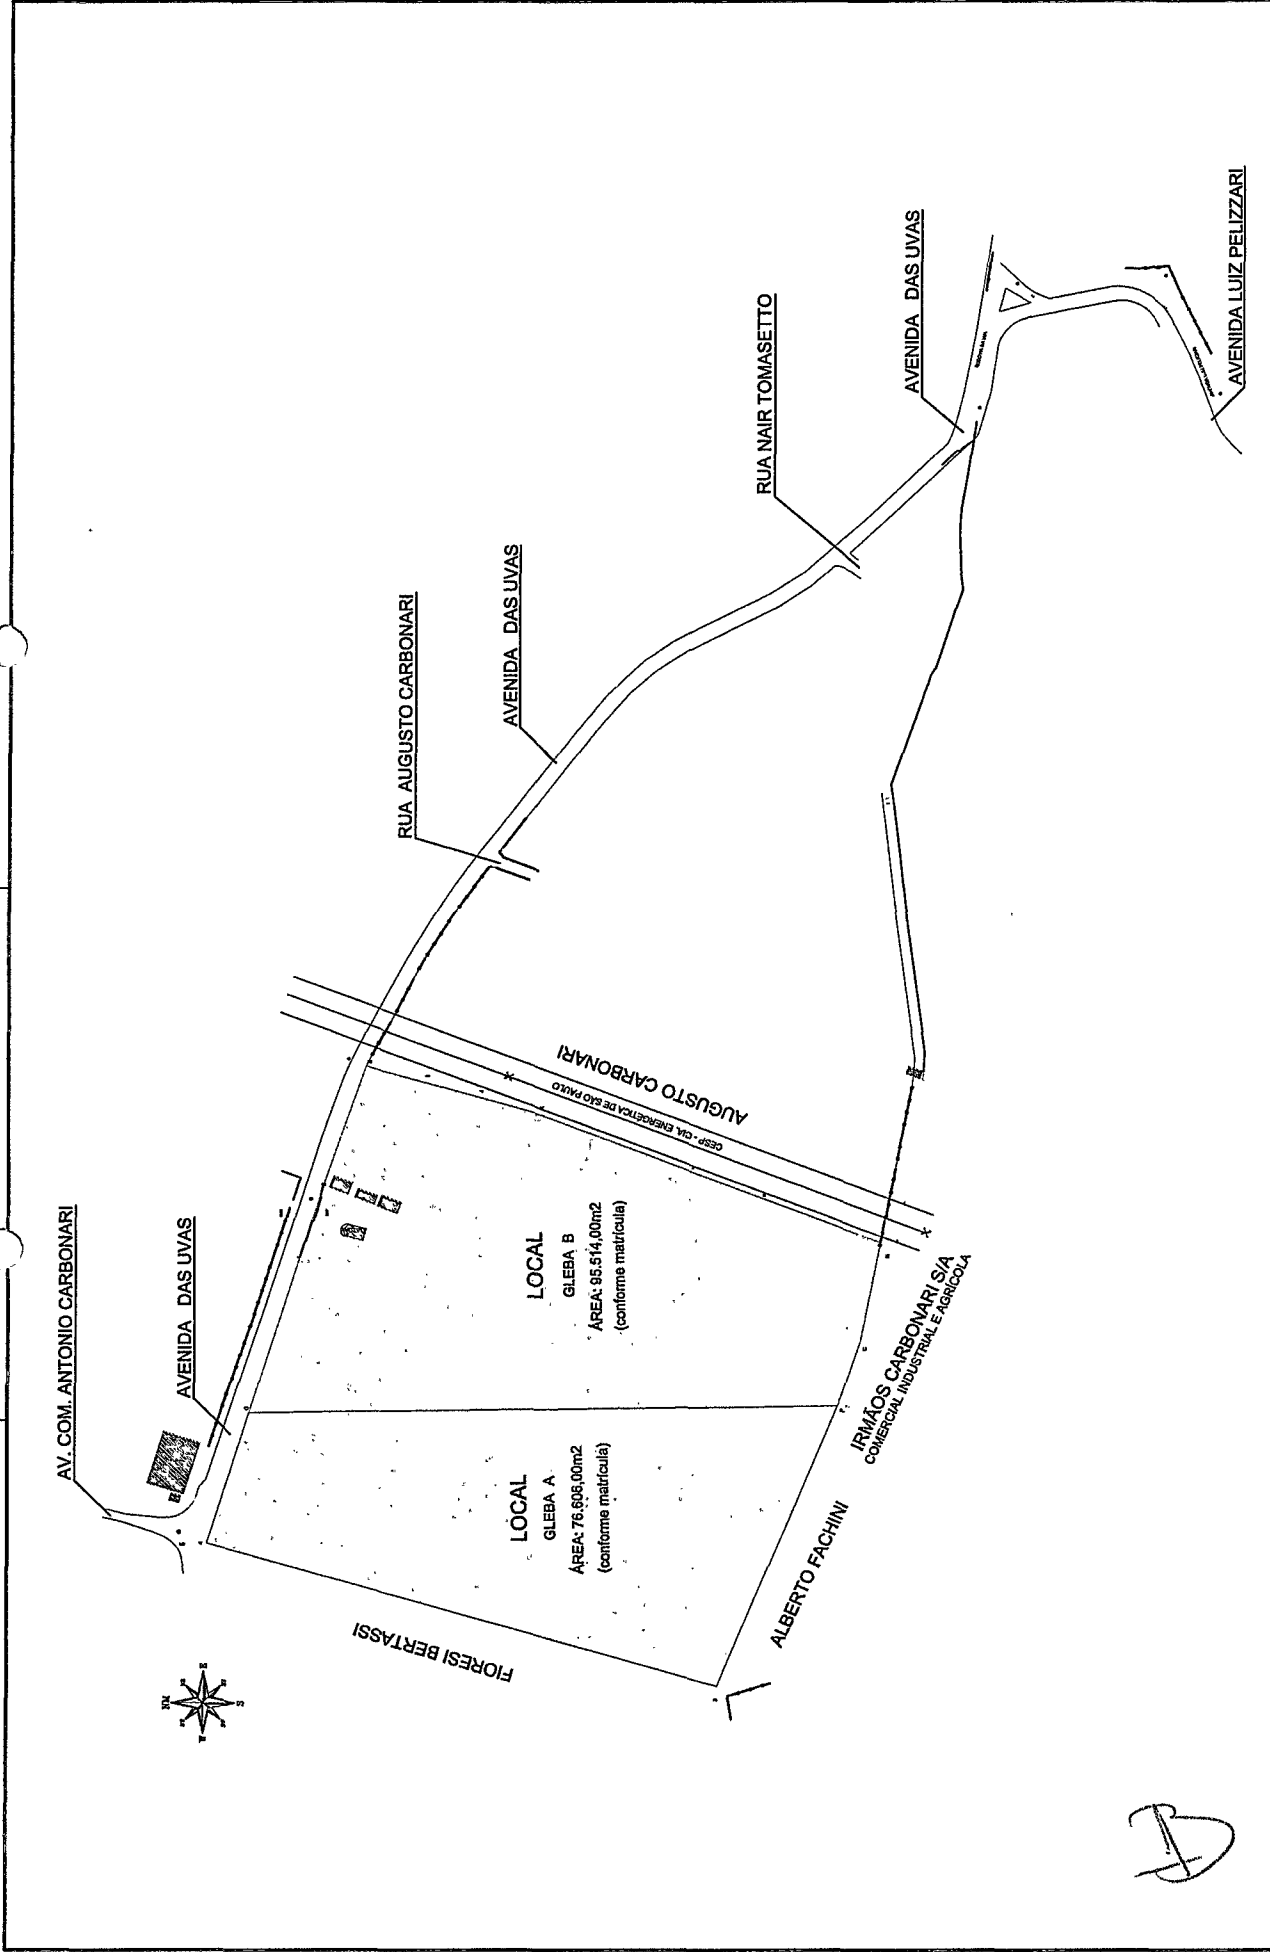 AV. COM. ANTONIO CARBONARI
AVENIDA DAS UVAS
RUA AUGUSTO CARBONARI
AVENIDA DAS UVAS
RUA NAIR TOMASETTO
AVENIDA DAS UVAS
AVENIDA LUIZ PELIZZARI
FIORESI BERTASSI
LOCAL
GLEBA A
ÁREA: 76.608,00m2
(conforme matrícula)
LOCAL
GLEBA B
ÁREA: 95.514,00m2
(conforme matrícula)
AUGUSTO CARBONARI
CESP - CIA. ENERGÉTICA DE SÃO PAULO
ALBERTO FACHINI
IRMÃOS CARBONARI S/A
COMERCIAL INDUSTRIAL E AGRÍCOLA
E
S
W